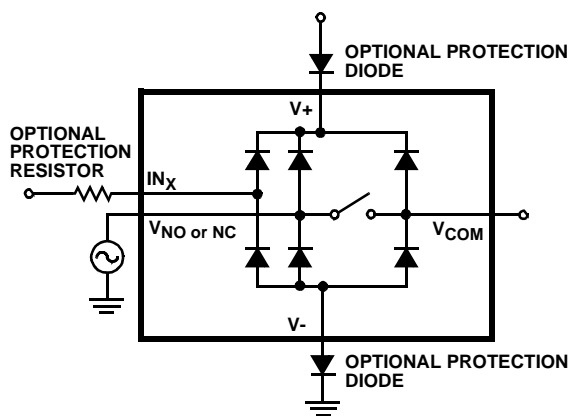 OPTIONAL PROTECTION
DIODE
V+
OPTIONAL
PROTECTION
RESISTOR
INX
VNO or NC
VCOM
V-
OPTIONAL PROTECTION
DIODE